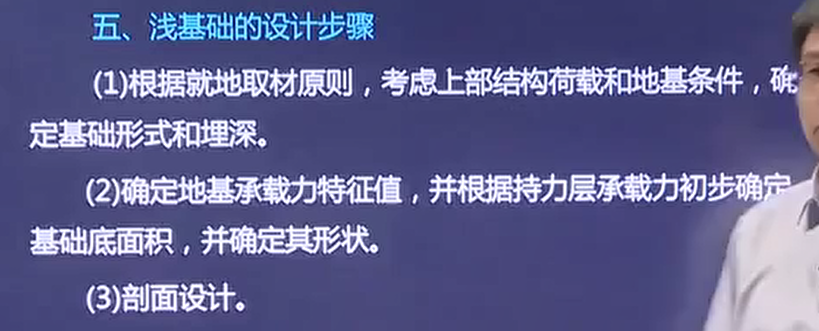 五、浅基础的设计步骤
(1)根据就地取材原则，考虑上部结构荷载和地基条件，确
定基础形式和埋深。
(2)确定地基承载力特征值，并根据持力层承载力初步确定
基础底面积，并确定其形状。
(3)剖面设计。